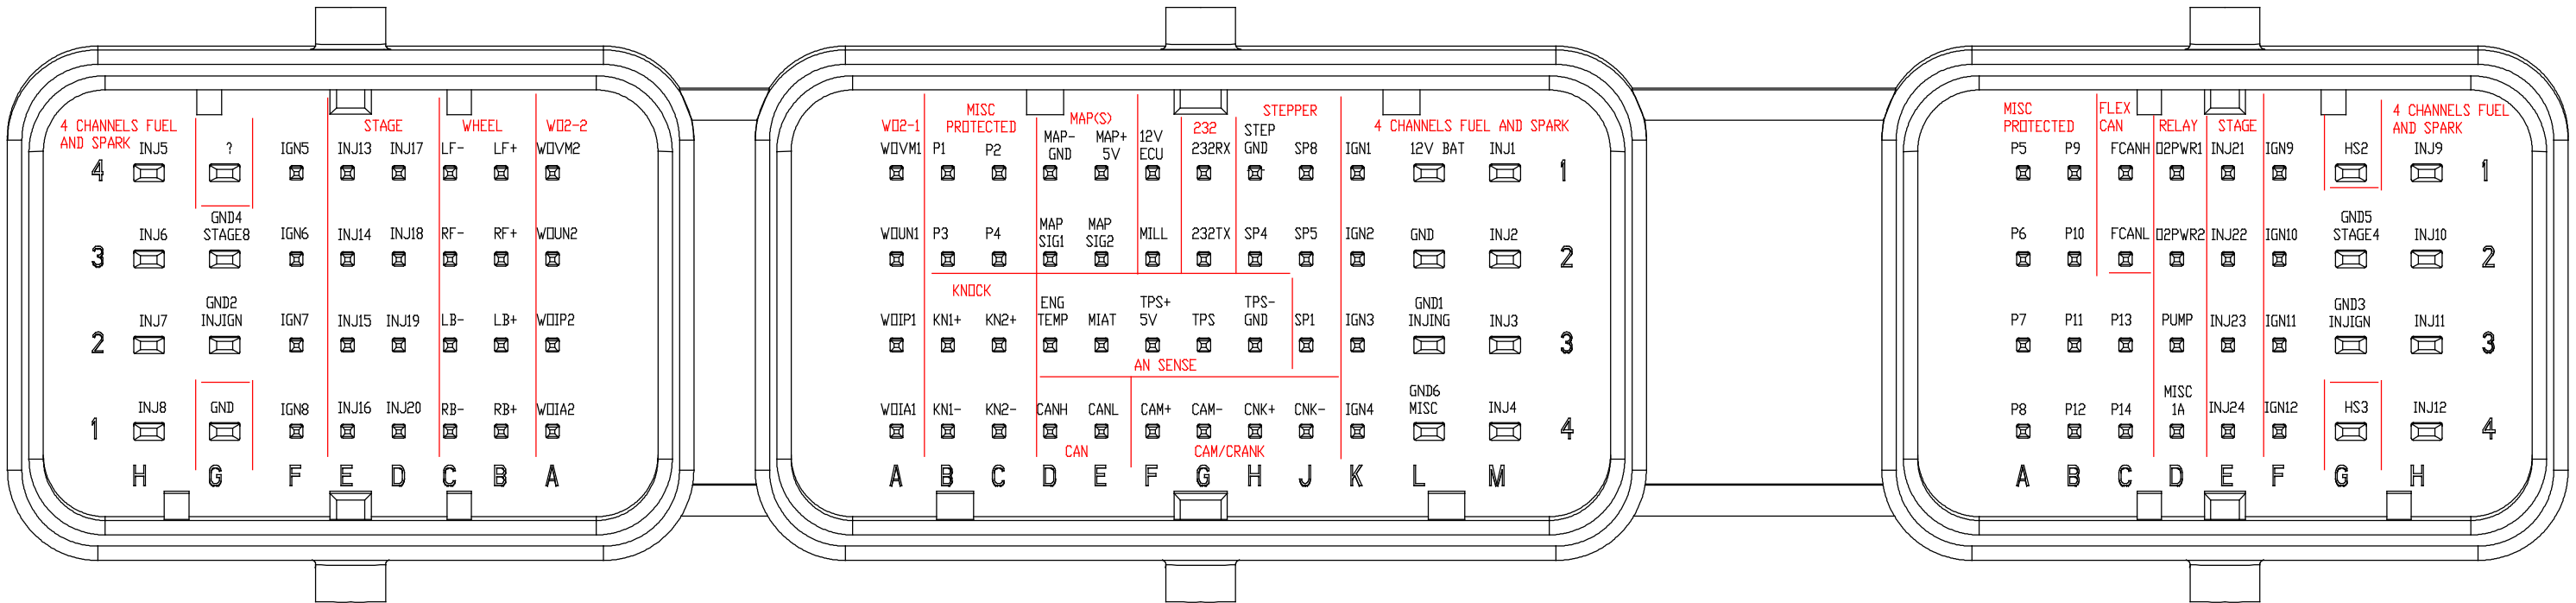 4 CHANNELS FUEL
AND SPARK
STAGE
WHEEL
WO2-2
INJ5 ? IGN5 INJ13 INJ17 LF- LF+ WOVM2
4
GND4
INJ6 STAGE8 IGN6 INJ14 INJ18 RF- RF+ WOUN2
3
GND2
INJ7 INJIGN IGN7 INJ15 INJ19 LB- LB+ WOIP2
2
INJ8 GND IGN8 INJ16 INJ20 RB- RB+ WOIA2
1
H G F E D C B A
WO2-1
MISC
PROTECTED
MAP(S)
232
STEPPER
4 CHANNELS FUEL AND SPARK
MAP- MAP+ 12V STEP
WOVM1 P1 P2 GND 5V ECU 232RX GND SP8 IGN1 12V BAT INJ1
1
MAP MAP
WOUN1 P3 P4 SIG1 SIG2 MILL 232TX SP4 SP5 IGN2 GND INJ2
2
KNOCK
ENG TPS+ TPS- GND1
WOIP1 KN1+ KN2+ TEMP MIAT 5V TPS GND SP1 IGN3 INJING INJ3
3
AN SENSE
GND6
WOIA1 KN1- KN2- CANH CANL CAM+ CAM- CNK+ CNK- IGN4 MISC INJ4
4
CAN
CAM/CRANK
A B C D E F G H J K L M
MISC
PROTECTED
FLEX
CAN
RELAY
STAGE
4 CHANNELS FUEL
AND SPARK
P5 P9 FCANH O2PWR1 INJ21 IGN9 HS2 INJ9
1
GND5
P6 P10 FCANL O2PWR2 INJ22 IGN10 STAGE4 INJ10
2
GND3
P7 P11 P13 PUMP INJ23 IGN11 INJIGN INJ11
3
MISC
P8 P12 P14 1A INJ24 IGN12 HS3 INJ12
4
A B C D E F G H